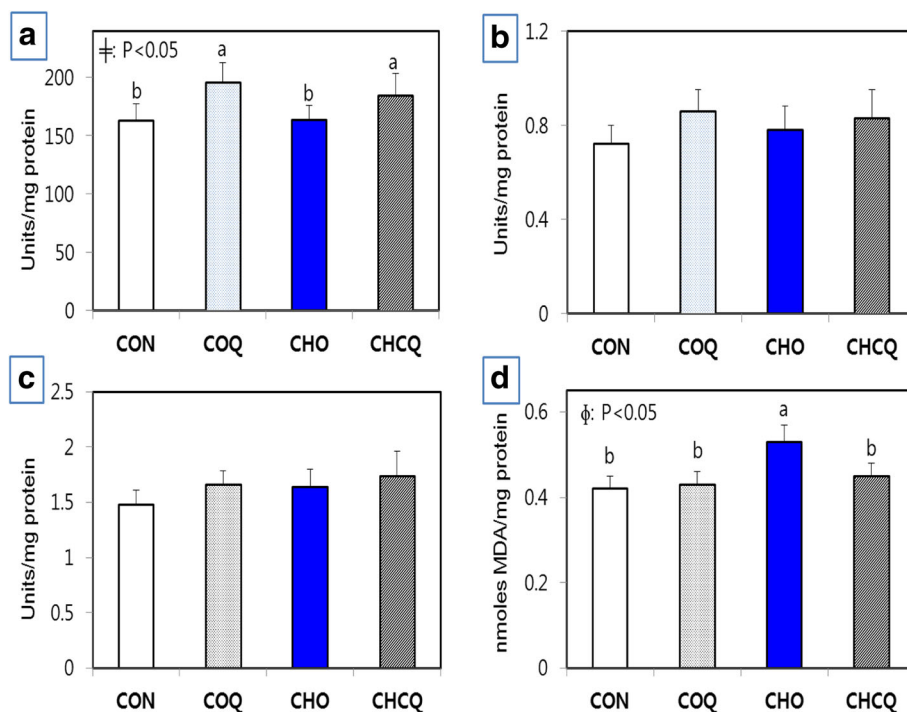 a
ǂ: P<0.05
Units/mg protein
200
150
100
50
0
b
a
b
a
CON COQ CHO CHCQ
b
Units/mg protein
1.2
0.8
0.4
0
CON COQ CHO CHCQ
c
Units/mg protein
2.5
2
1.5
1
0.5
0
CON COQ CHO CHCQ
d
ϕ: P<0.05
nmoles MDA/mg protein
0.6
0.4
0.2
0
b
b
a
b
CON COQ CHO CHCQ